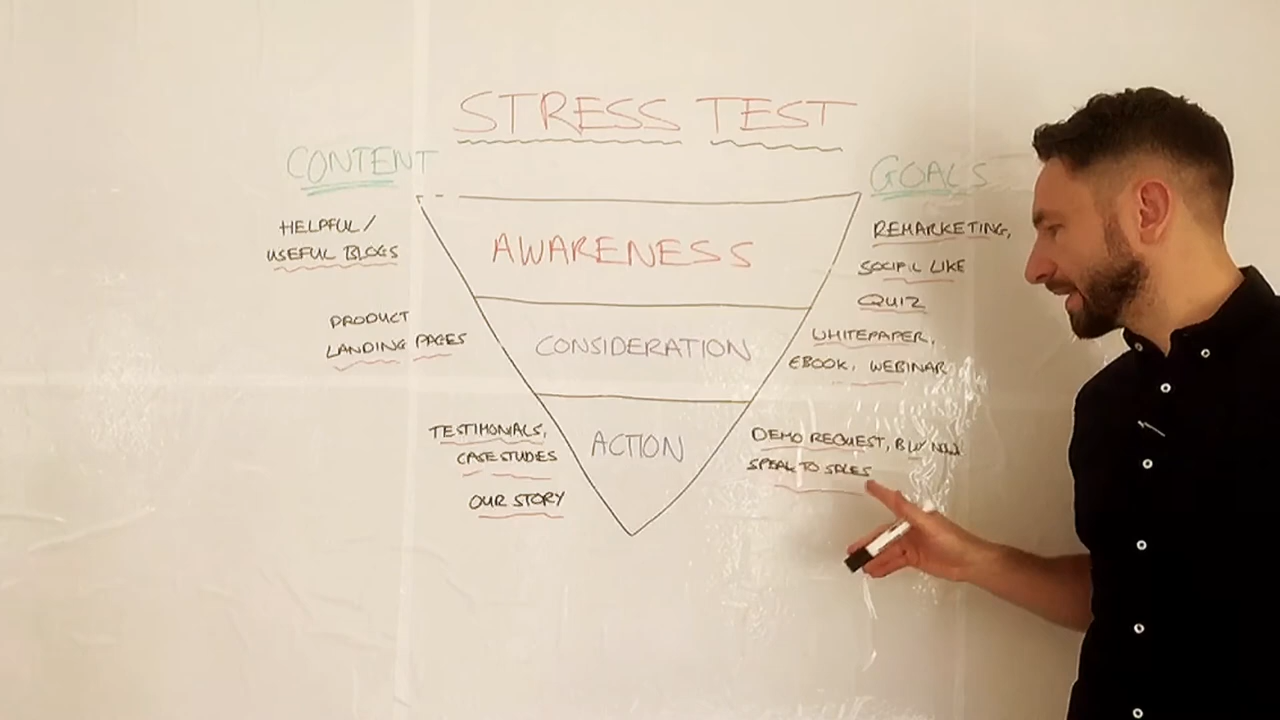 STRESS TEST
CONTENT
GOALS
HELPFUL/
USEFUL BLOGS
AWARENESS
REMARKETING,
SOCIAL LIKE
QUIZ
PRODUCT
LANDING PAGES
CONSIDERATION
WHITEPAPER,
EBOOK, WEBINAR
TESTIMONIALS,
CASE STUDES
OUR STORY
ACTION
DEMO REQUEST, BUY NOW
SPEAK TO SALES